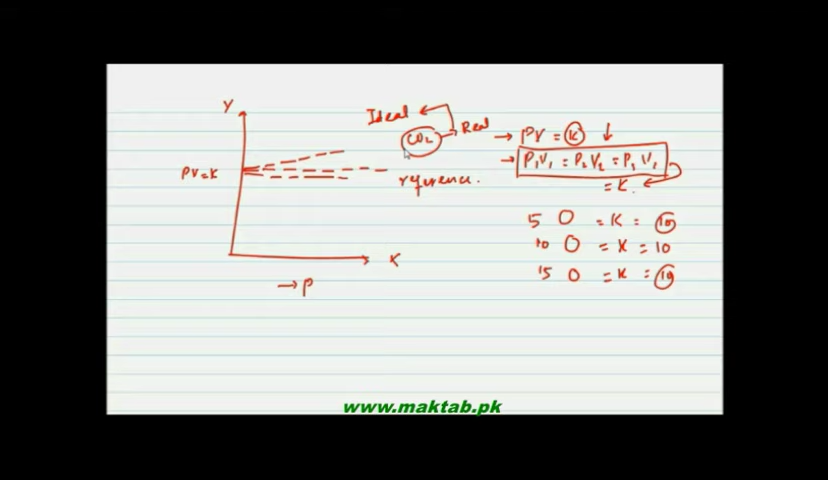 Y
PV=K
Ideal
CO2
Real
reference.
X
→ P
→ PV = K ↓
→ P1V1 = P2V2 = P1V1
= K.
5 0 = K = 10
10 0 = K = 10
15 0 = K = 10
www.maktab.pk